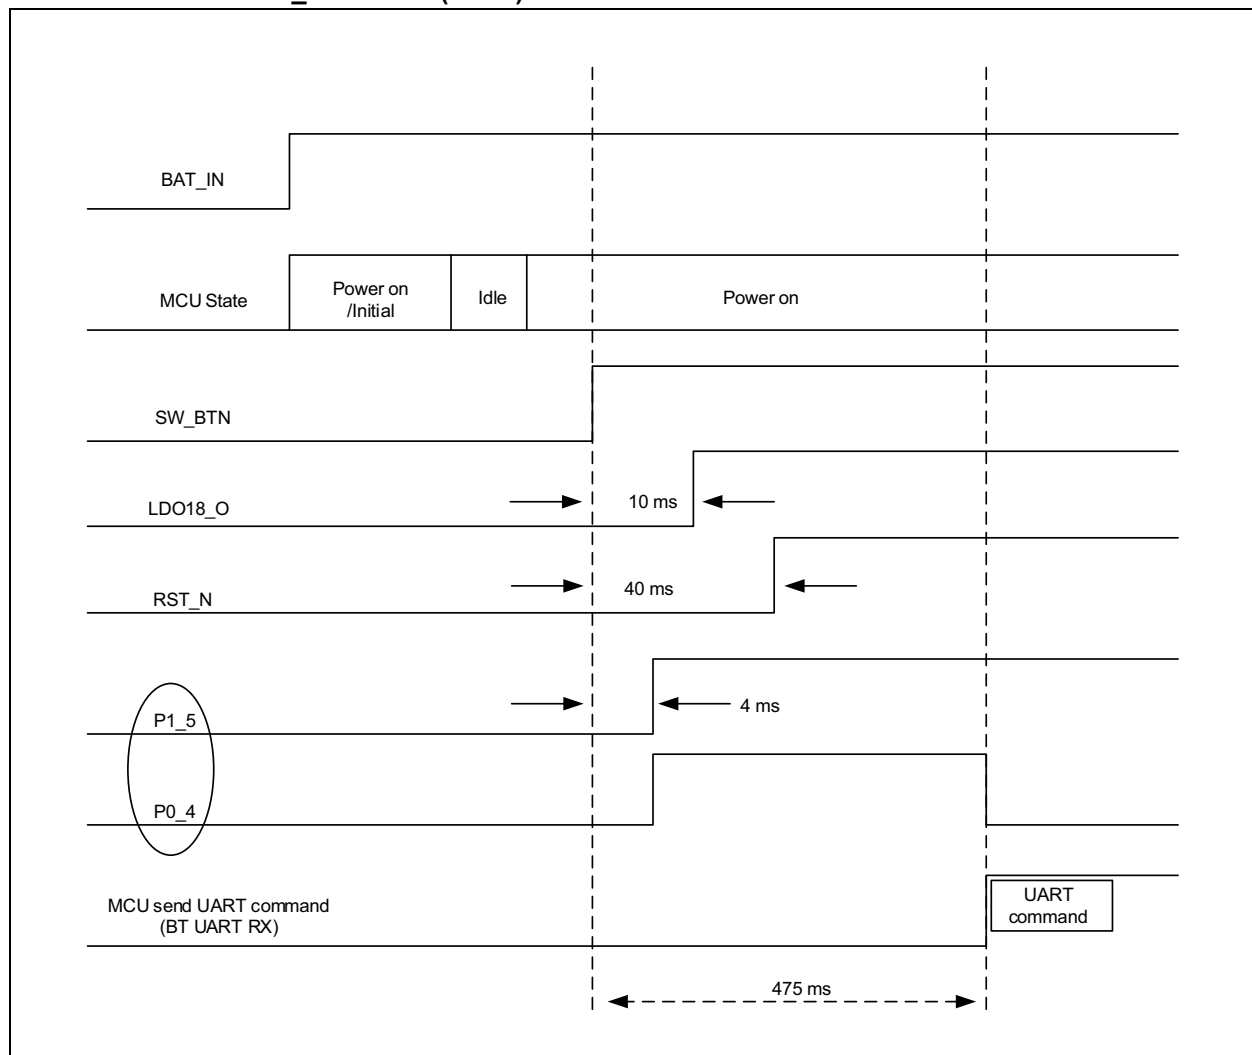 BAT_IN
MCU State
Power on
/Initial
Idle
Power on
SW_BTN
LDO18_O
10 ms
RST_N
40 ms
P1_5
4 ms
P0_4
MCU send UART command
(BT UART RX)
UART
command
475 ms